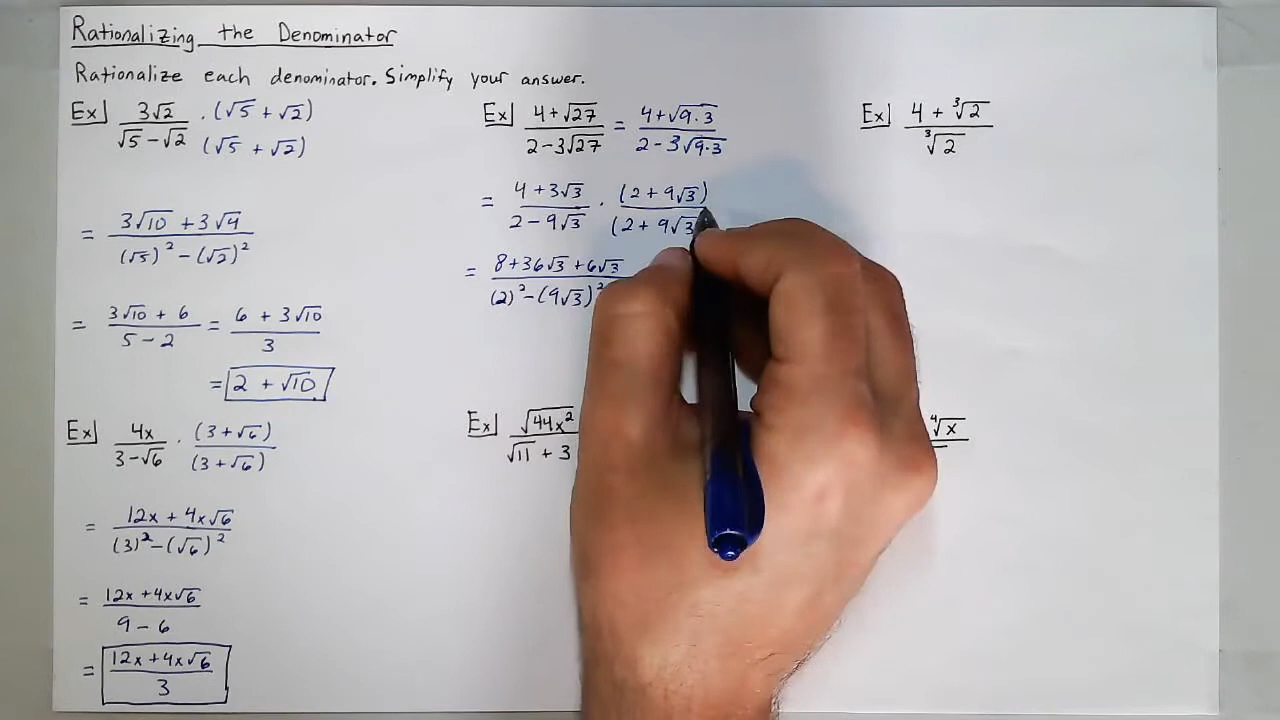 Rationalizing the Denominator
Rationalize each denominator. Simplify your answer.
Ex] 3√2 / (√5 − √2) · (√5 + √2) / (√5 + √2)
= (3√10 + 3√4) / ((√5)² − (√2)²)
= (3√10 + 6) / (5 − 2) = (6 + 3√10) / 3
= 2 + √10
Ex] 4x / (3 − √6) · (3 + √6) / (3 + √6)
= (12x + 4x√6) / ((3)² − (√6)²)
= (12x + 4x√6) / (9 − 6)
= (12x + 4x√6) / 3
Ex] (4 + √27) / (2 − 3√27) = (4 + √9·3) / (2 − 3√9·3)
= (4 + 3√3) / (2 − 9√3) · (2 + 9√3) / (2 + 9√3
= (8 + 36√3 + 6√3) / ((2)² − (9√3)²
Ex] √44x² / (√11 + 3)
Ex] (4 + ³√2) / ³√2
⁴√x